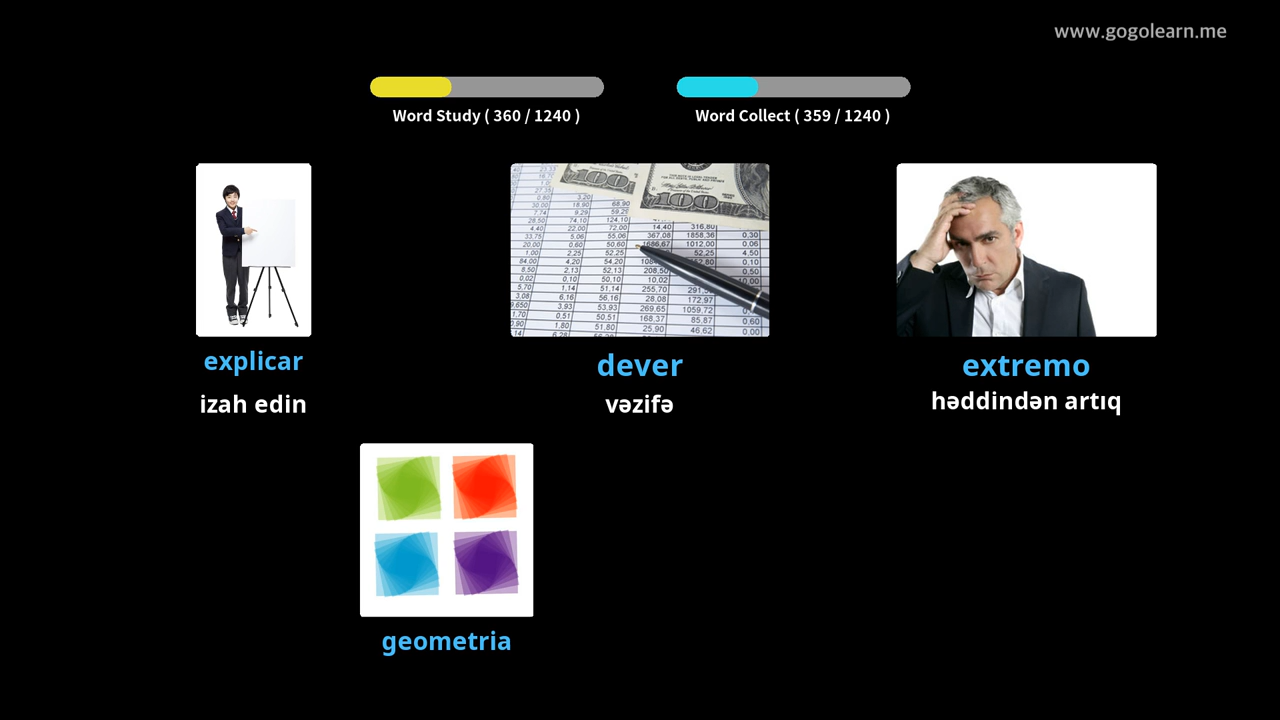 www.gogolearn.me
Word Study ( 360 / 1240 )
Word Collect ( 359 / 1240 )
explicar
dever
extremo
izah edin
vəzifə
həddindən artıq
geometria